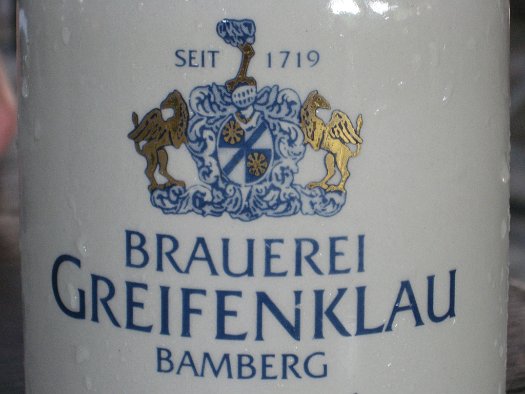 SEIT 1719
BRAUEREI
GREIFENKLAU
BAMBERG